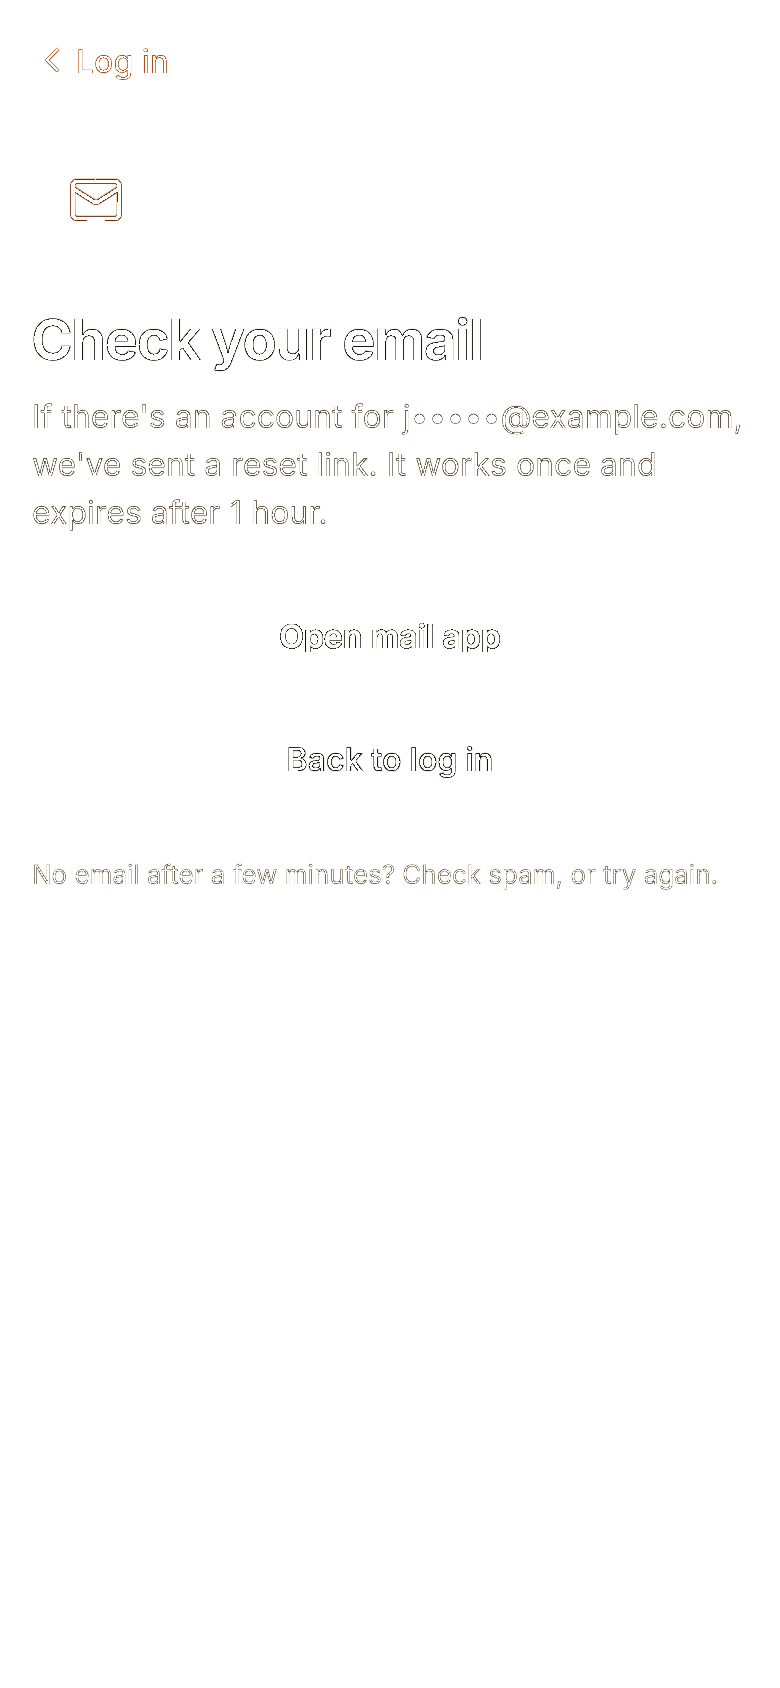 Log in
Check your email
If there's an account for j•••••@example.com,
we've sent a reset link. It works once and
expires after 1 hour.
Open mail app
Back to log in
No email after a few minutes? Check spam, or try again.